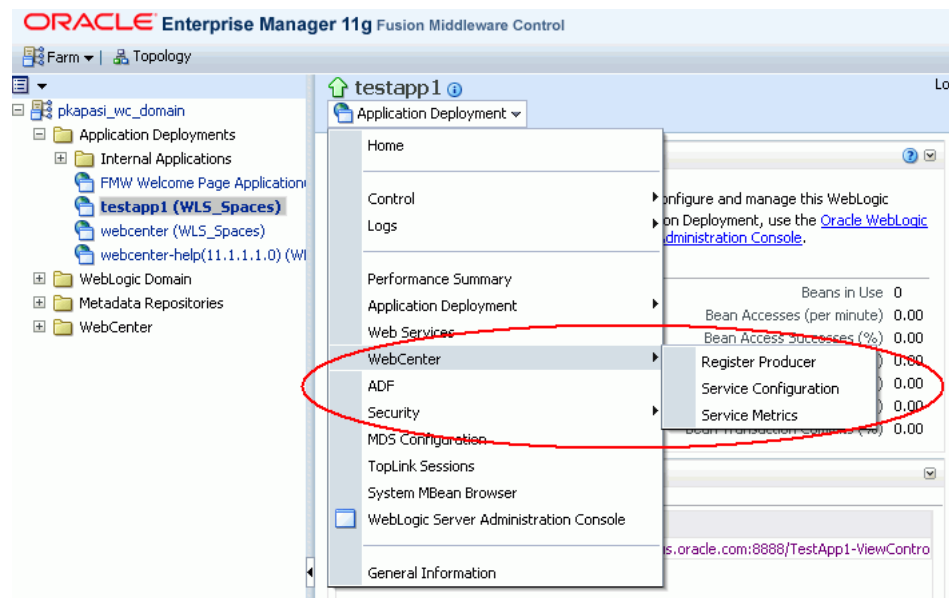 ORACLE Enterprise Manager 11g Fusion Middleware Control
Farm | Topology
testapp1
Lo
Application Deployment
pkapasi_wc_domain
Application Deployments
Internal Applications
FMW Welcome Page Application
testapp1 (WLS_Spaces)
webcenter (WLS_Spaces)
webcenter-help(11.1.1.1.0) (Wl
WebLogic Domain
Metadata Repositories
WebCenter
Home
Control
Logs
Performance Summary
Application Deployment
Web Services
WebCenter
ADF
Security
MDS Configuration
TopLink Sessions
System MBean Browser
WebLogic Server Administration Console
General Information
Register Producer
Service Configuration
Service Metrics
onfigure and manage this WebLogic
on Deployment, use the Oracle WebLogic
dministration Console.
Beans in Use 0
Bean Accesses (per minute) 0.00
Bean Access Successes (%) 0.00
) 0.00
) 0.00
) 0.00
(%) 0.00
s.oracle.com:8888/TestApp1-ViewContro